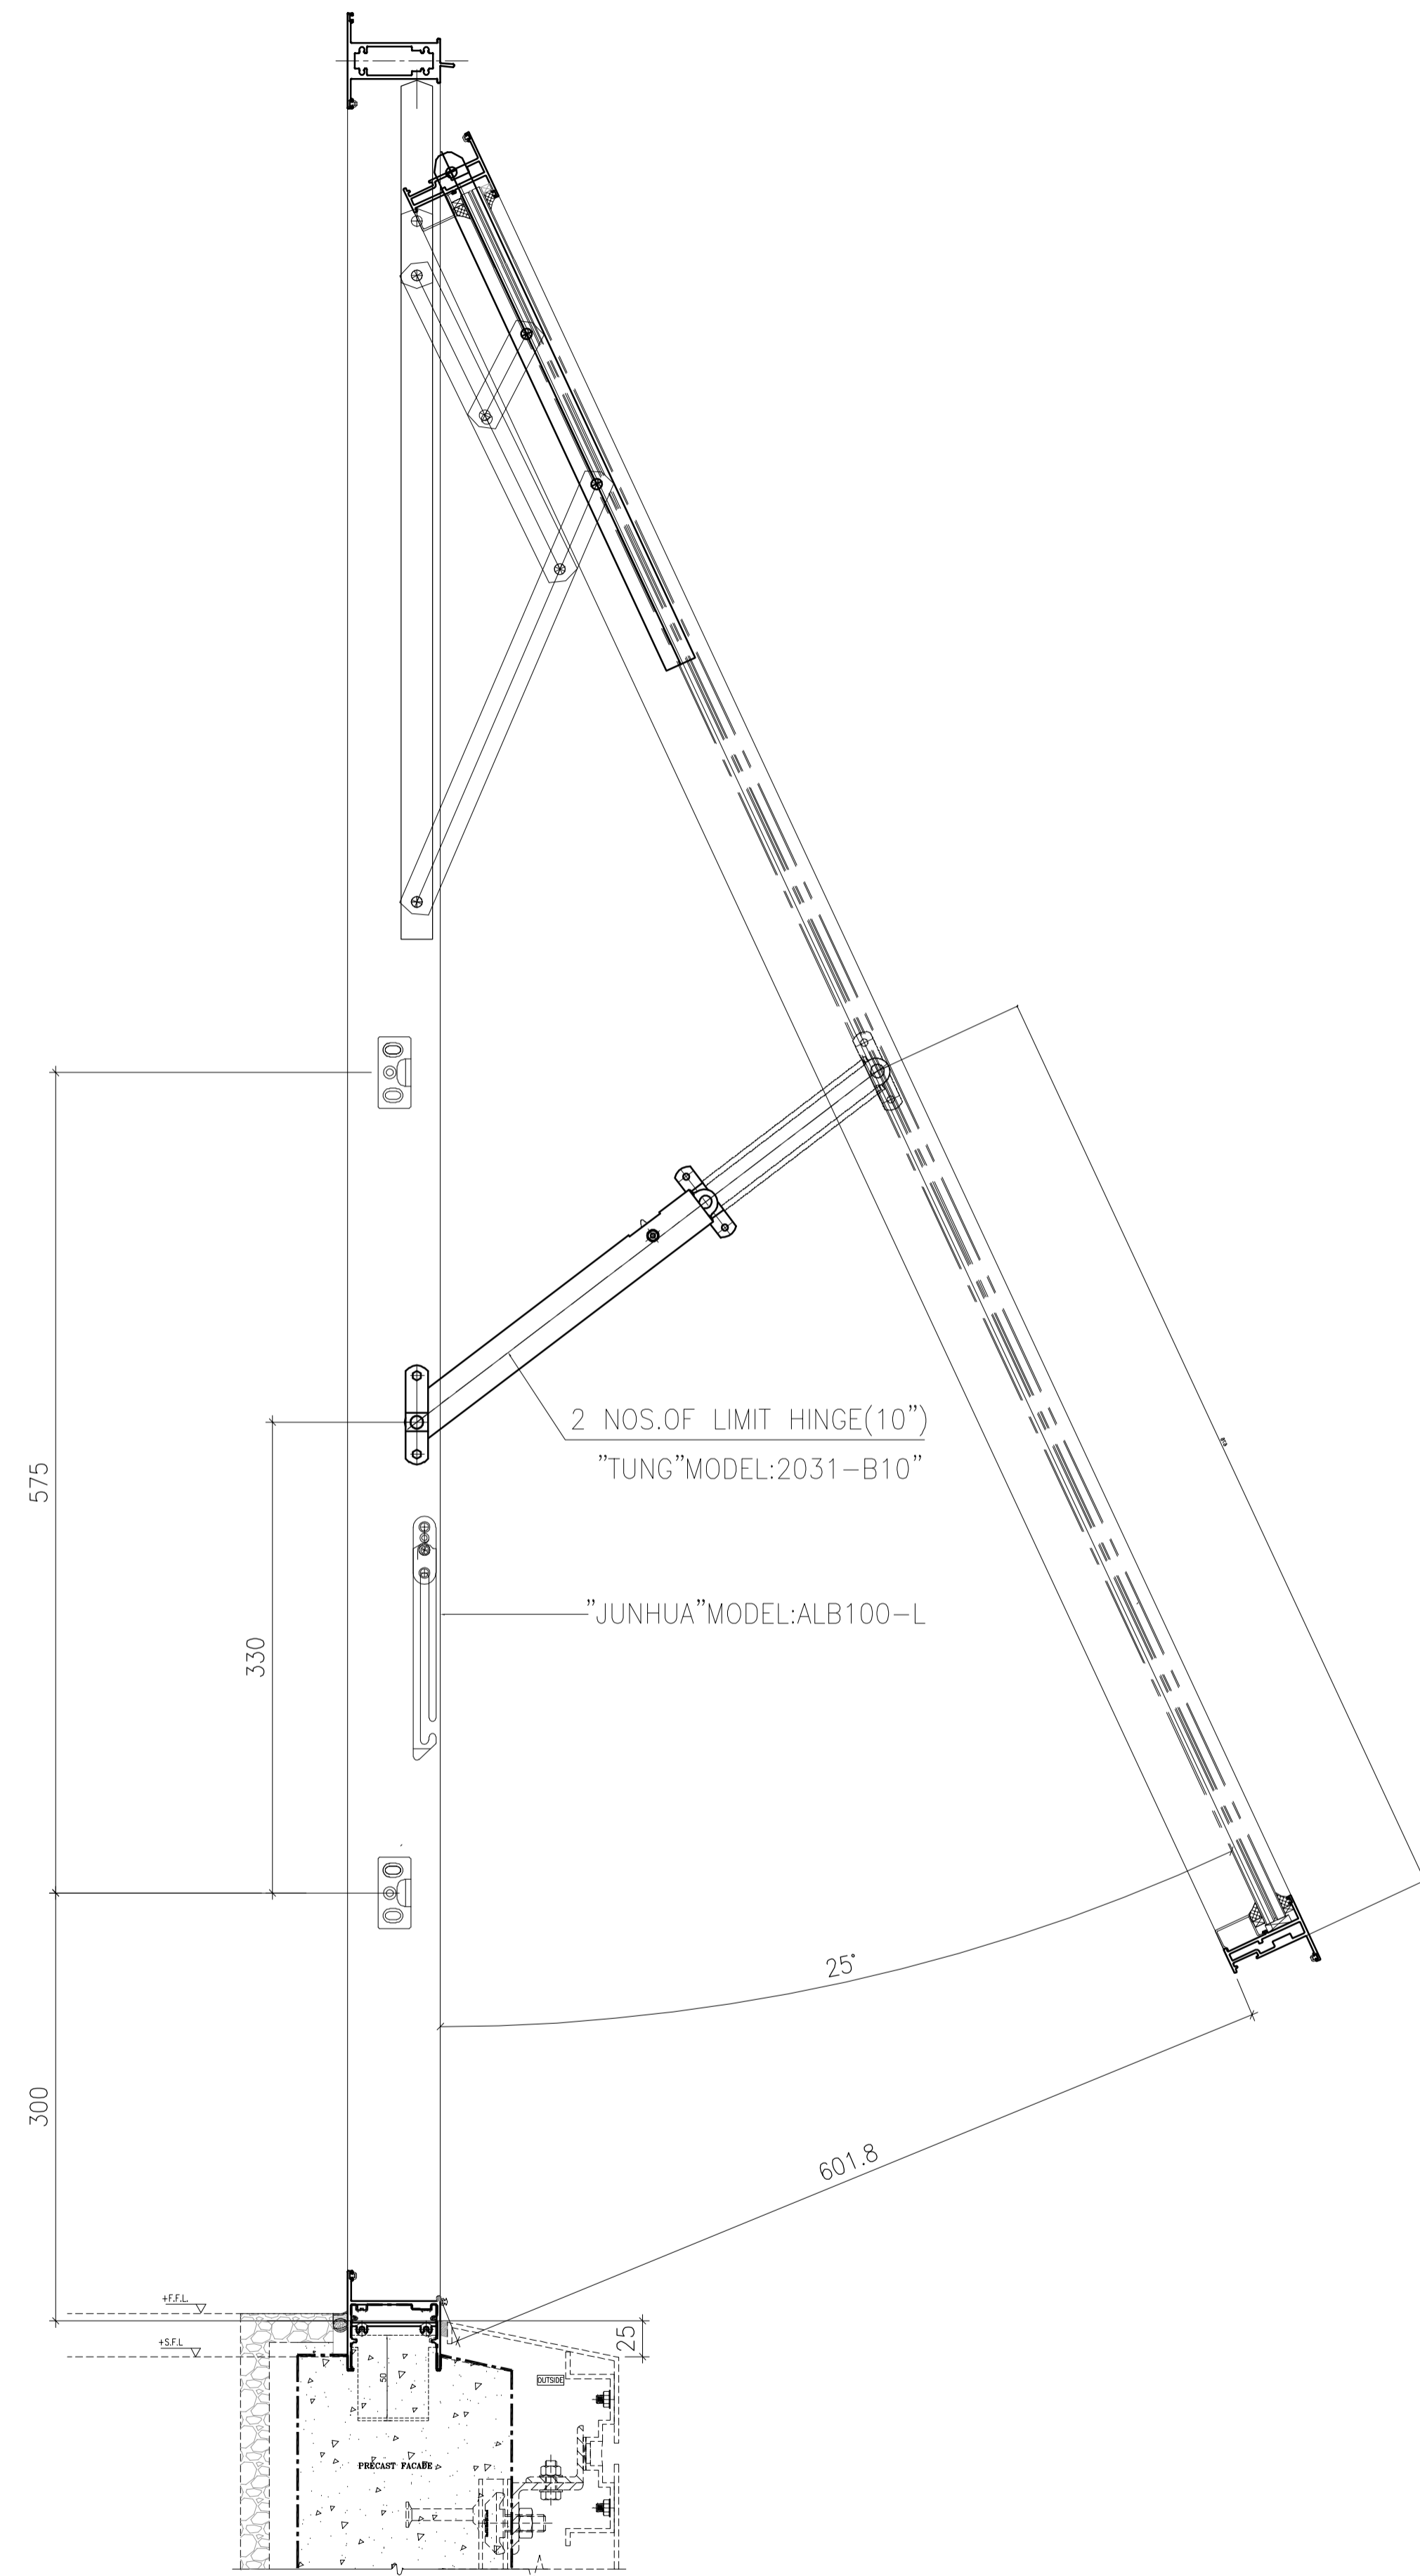 2 NOS.OF LIMIT HINGE(10")
"TUNG"MODEL:2031-B10"
575
330
"JUNHUA"MODEL:ALB100-L
25°
300
601.8
+F.F.L.
+S.F.L
25
50
OUTSIDE
PRECAST FACADE